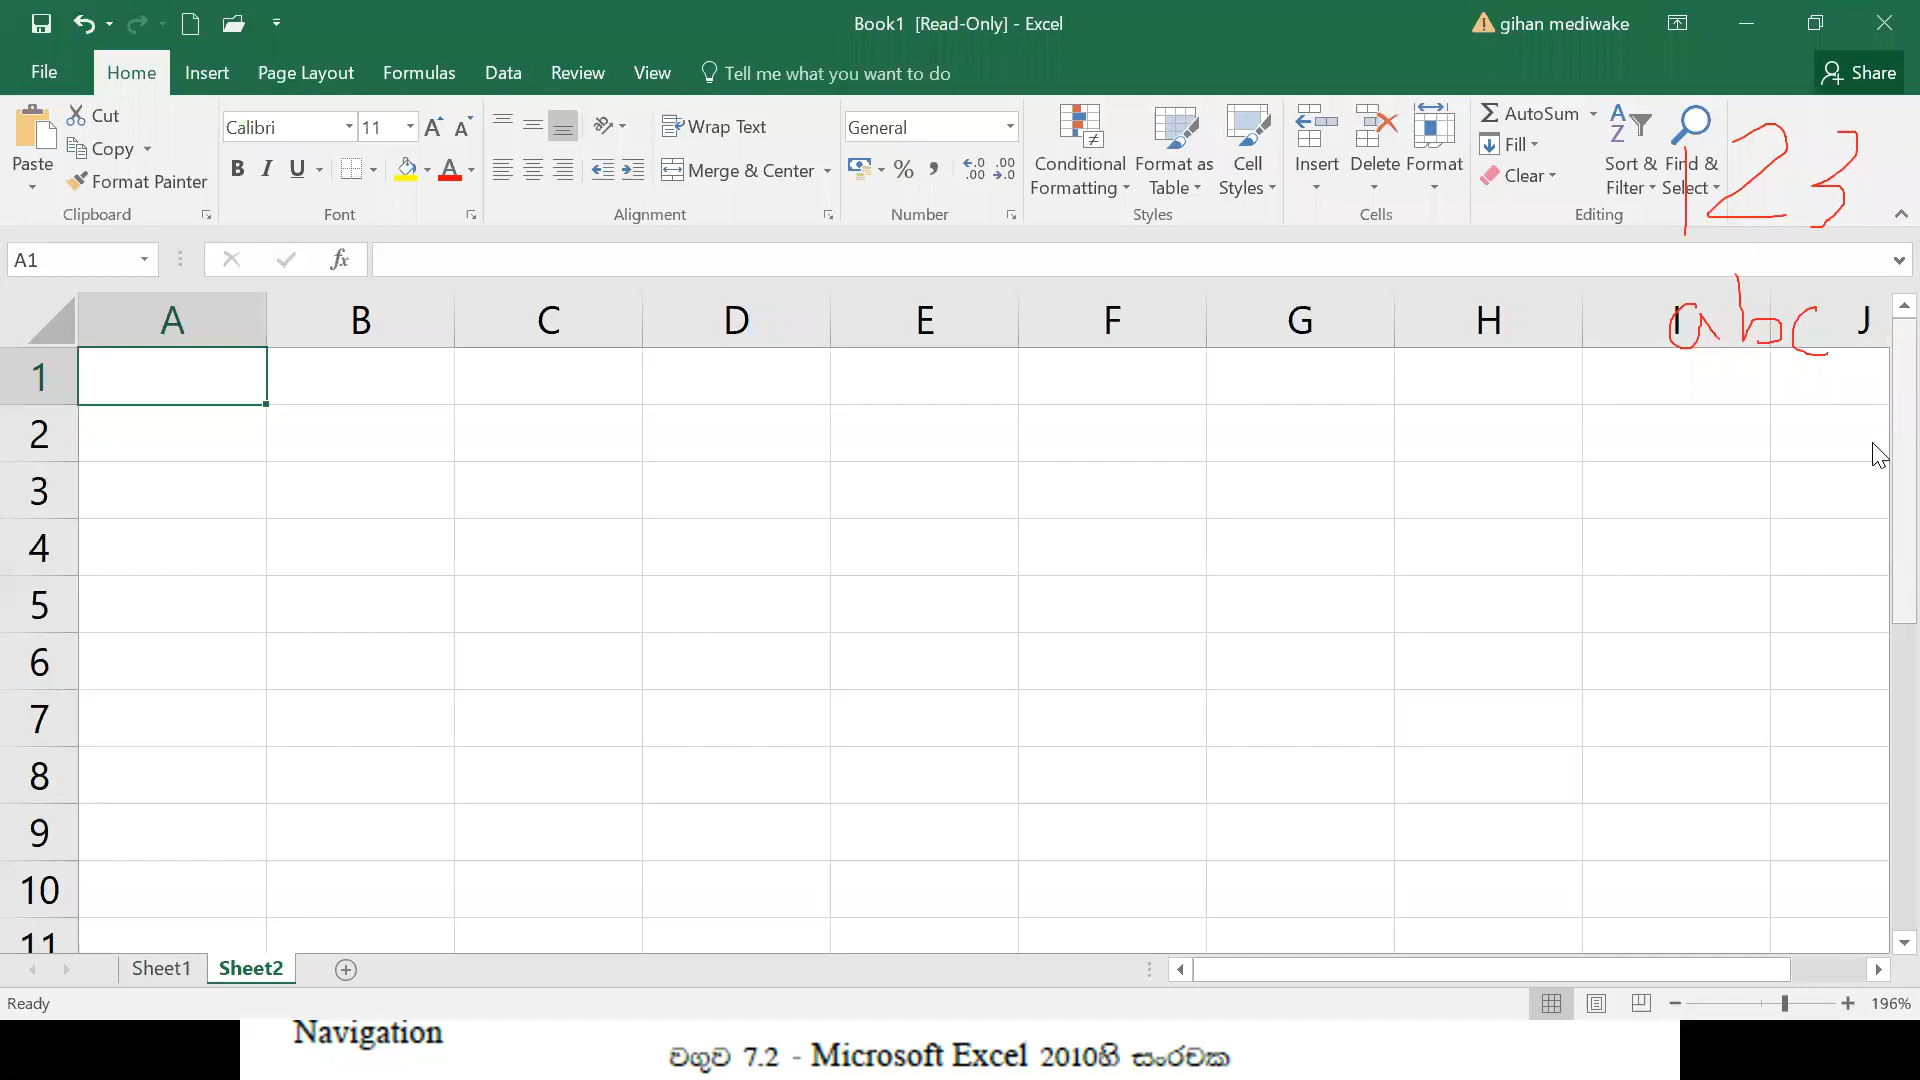 Book1 [Read-Only] - Excel
gihan mediwake
File Home Insert Page Layout Formulas Data Review View Tell me what you want to do Share
Paste
Cut
Copy
Format Painter
Clipboard
Calibri 11
B I U A
Font
Wrap Text
Merge & Center
Alignment
General
% ,
Number
Conditional Formatting
Format as Table
Cell Styles
Styles
Insert
Delete
Format
Cells
AutoSum
Fill
Clear
Sort & Filter
Find & Select
Editing
123
A1
fx
abc
A B C D E F G H I J
1
2
3
4
5
6
7
8
9
10
11
Sheet1 Sheet2
Ready
196%
Navigation
වගුව 7.2 - Microsoft Excel 2010හි සංරචක